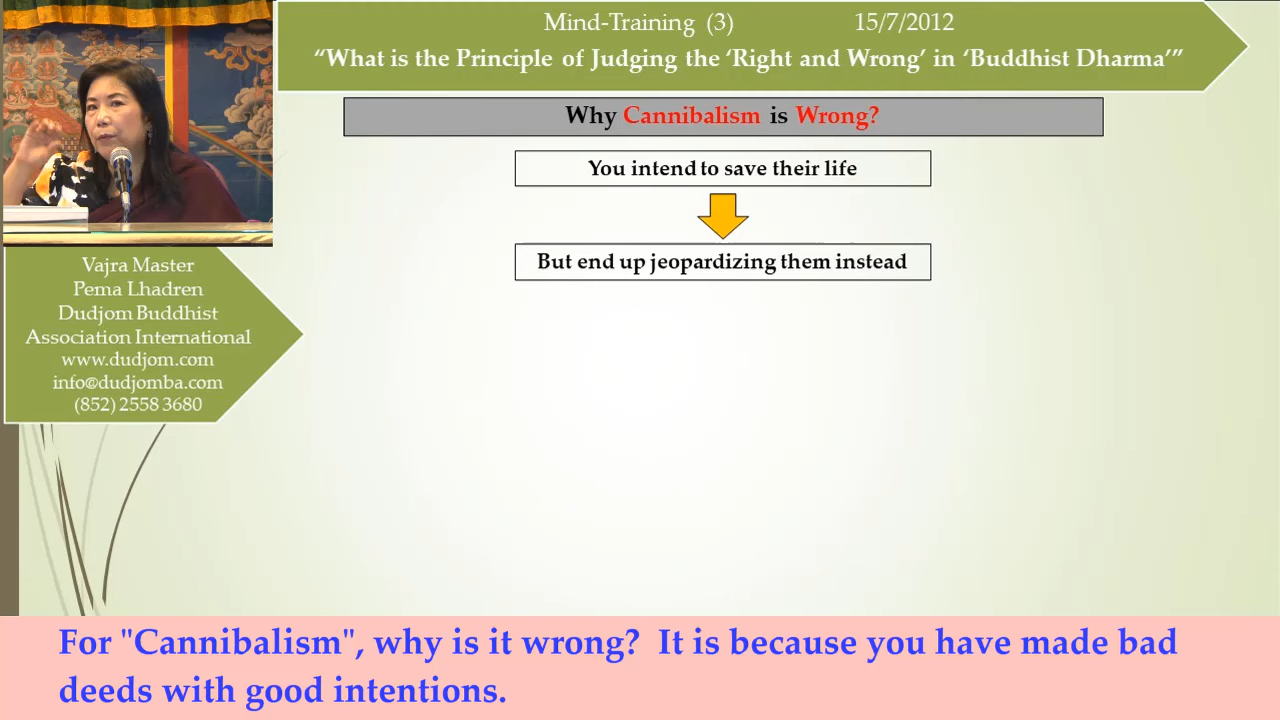 Mind-Training (3) 15/7/2012
“What is the Principle of Judging the ‘Right and Wrong’ in ‘Buddhist Dharma’”
Why Cannibalism is Wrong?
You intend to save their life
But end up jeopardizing them instead
Vajra Master
Pema Lhadren
Dudjom Buddhist
Association International
www.dudjom.com
info@dudjomba.com
(852) 2558 3680
For "Cannibalism", why is it wrong? It is because you have made bad
deeds with good intentions.